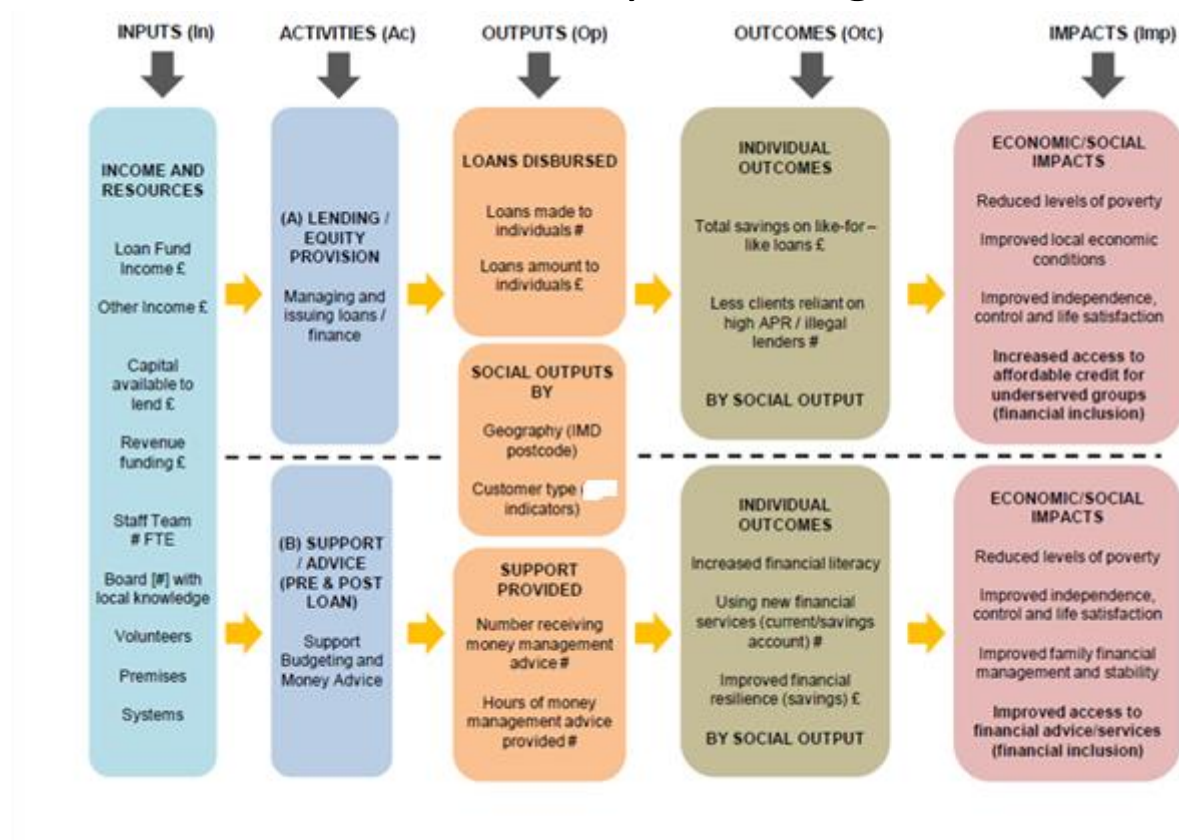 INPUTS (In)
ACTIVITIES (Ac)
OUTPUTS (Op)
OUTCOMES (Otc)
IMPACTS (Imp)
INCOME AND
RESOURCES
Loan Fund
Income £
Other Income £
Capital
available to
lend £
Revenue
funding £
Staff Team
# FTE
Board [#] with
local knowledge
Volunteers
Premises
Systems
(A) LENDING /
EQUITY
PROVISION
Managing and
issuing loans /
finance
(B) SUPPORT
/ ADVICE
(PRE & POST
LOAN)
Support
Budgeting and
Money Advice
LOANS DISBURSED
Loans made to
individuals #
Loans amount to
individuals £
SOCIAL OUTPUTS
BY
Geography (IMD
postcode)
Customer type (
indicators)
SUPPORT
PROVIDED
Number receiving
money management
advice #
Hours of money
management advice
provided #
INDIVIDUAL
OUTCOMES
Total savings on like-for –
like loans £
Less clients reliant on
high APR / illegal
lenders #
BY SOCIAL OUTPUT
INDIVIDUAL
OUTCOMES
Increased financial literacy
Using new financial
services (current/savings
account) #
Improved financial
resilience (savings) £
BY SOCIAL OUTPUT
ECONOMIC/SOCIAL
IMPACTS
Reduced levels of poverty
Improved local economic
conditions
Improved independence,
control and life satisfaction
Increased access to
affordable credit for
underserved groups
(financial inclusion)
ECONOMIC/SOCIAL
IMPACTS
Reduced levels of poverty
Improved independence,
control and life satisfaction
Improved family financial
management and stability
Improved access to
financial advice/services
(financial inclusion)